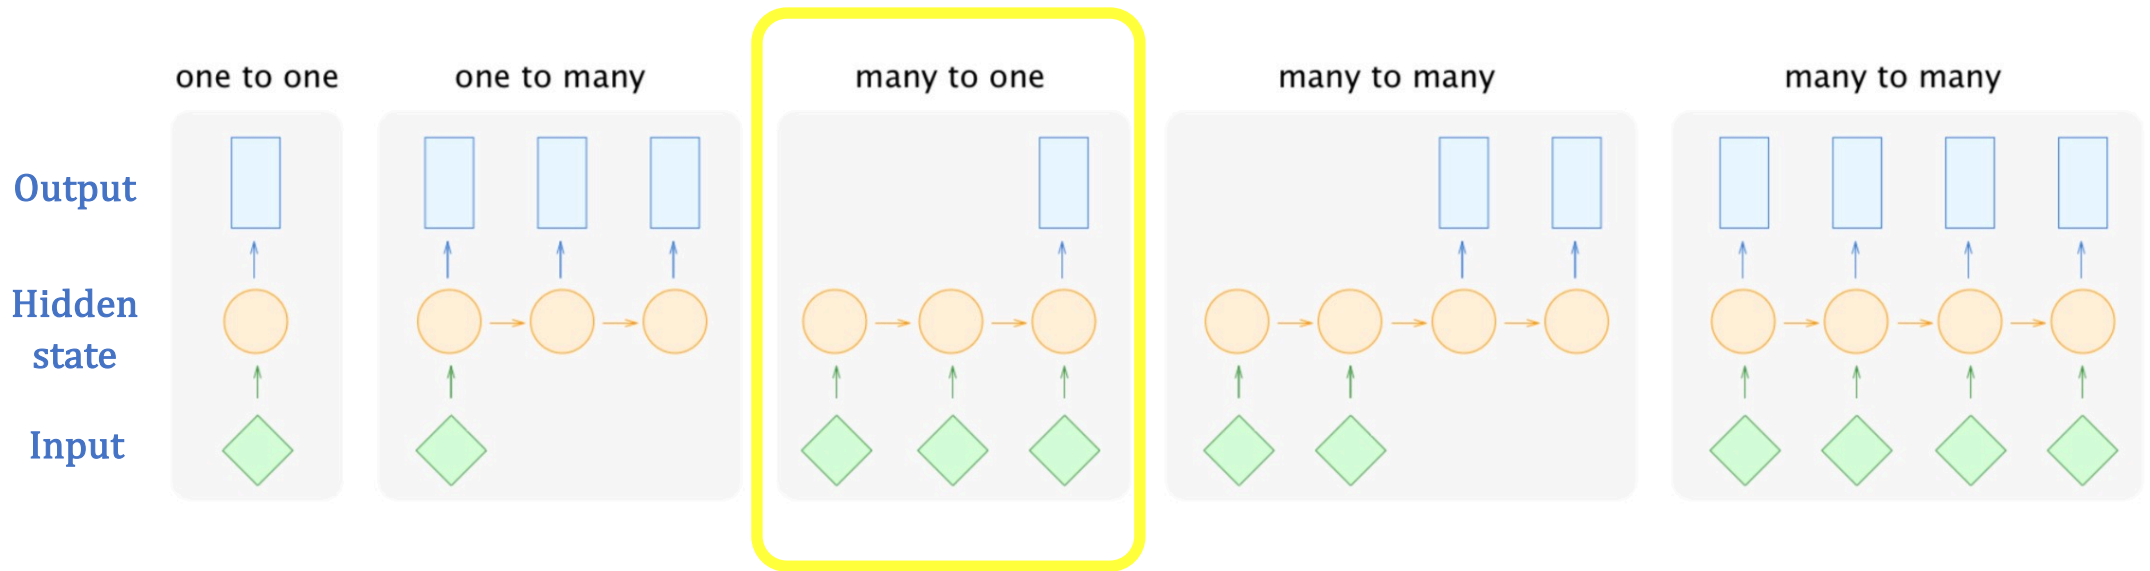 one to one
one to many
many to one
many to many
many to many
Output
Hidden
state
Input